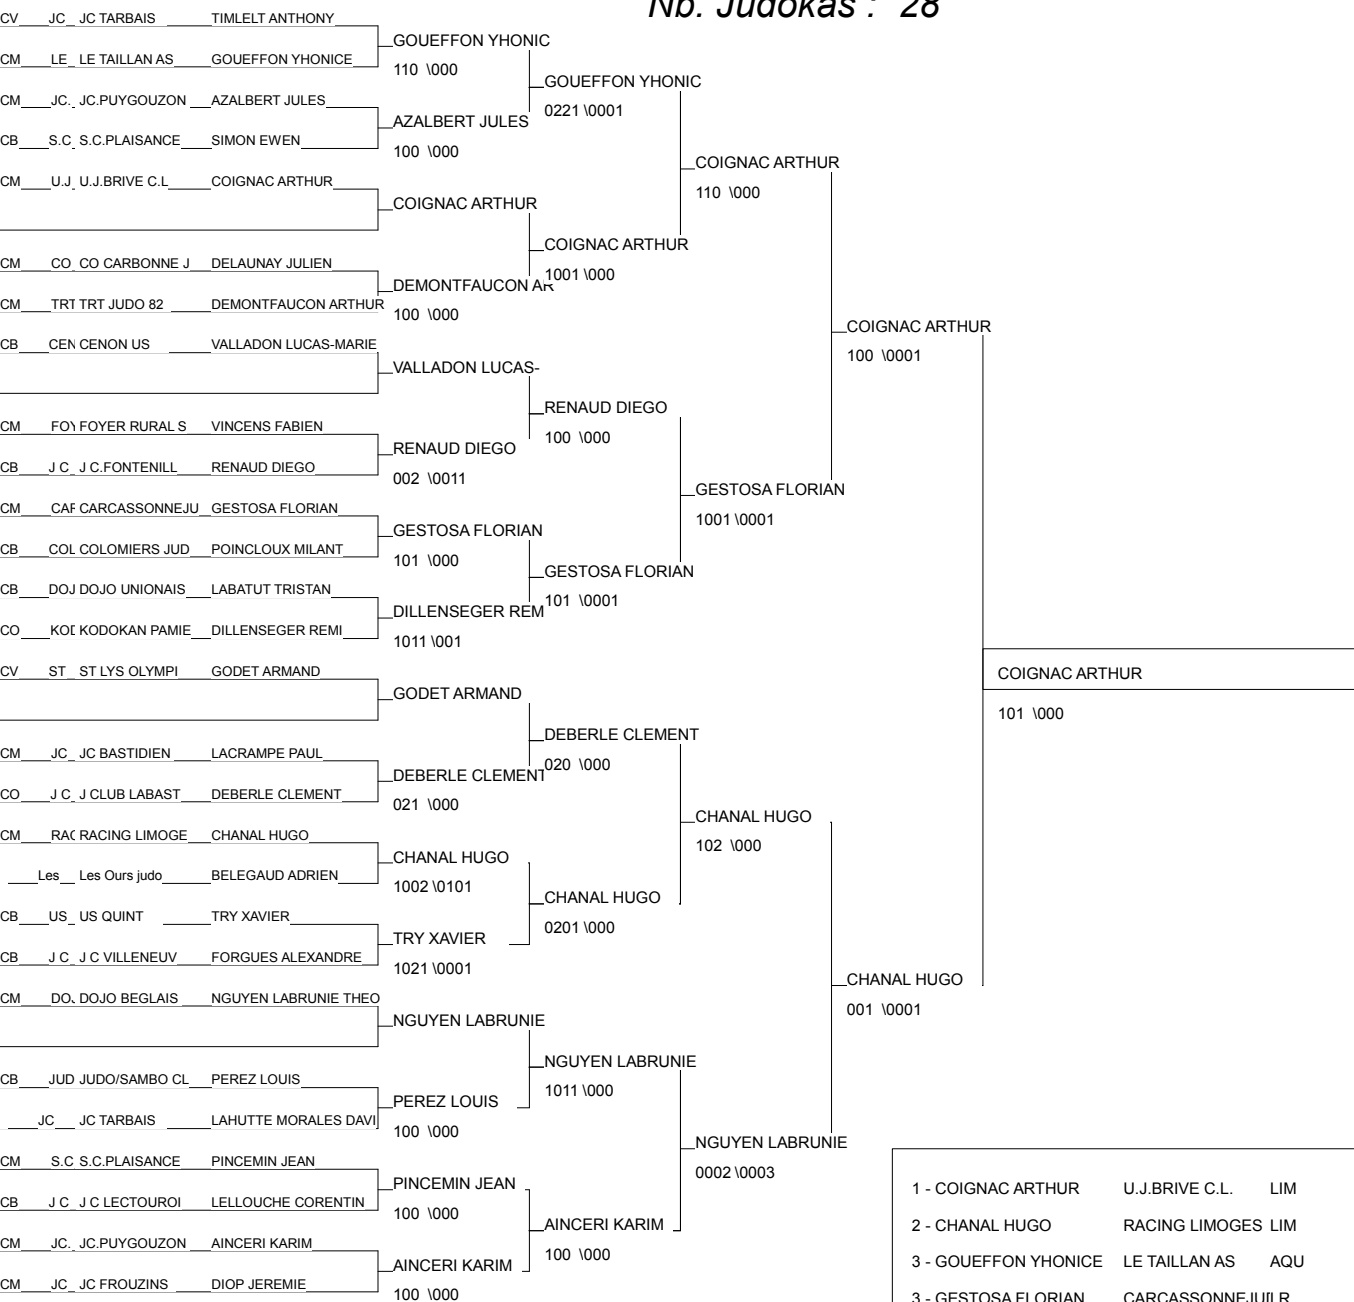 Nb. Judokas : 28
CV JC JC TARBAIS TIMLELT ANTHONY
CM LE LE TAILLAN AS GOUEFFON YHONICE
CM JC. JC.PUYGOUZON AZALBERT JULES
CB S.C S.C.PLAISANCE SIMON EWEN
CM U.J U.J.BRIVE C.L COIGNAC ARTHUR
CM CO CO CARBONNE J DELAUNAY JULIEN
CM TRT TRT JUDO 82 DEMONTFAUCON ARTHUR
CB CEN CENON US VALLADON LUCAS-MARIE
CM FOY FOYER RURAL S VINCENS FABIEN
CB J C J C.FONTENILL RENAUD DIEGO
CM CAR CARCASSONNEJU GESTOSA FLORIAN
CB COL COLOMIERS JUD POINCLOUX MILANT
CB DOJ DOJO UNIONAIS LABATUT TRISTAN
CO KOD KODOKAN PAMIE DILLENSEGER REMI
CV ST ST LYS OLYMPI GODET ARMAND
CM JC JC BASTIDIEN LACRAMPE PAUL
CO J C J CLUB LABAST DEBERLE CLEMENT
CM RAC RACING LIMOGE CHANAL HUGO
Les Les Ours judo BELEGAUD ADRIEN
CB US US QUINT TRY XAVIER
CB J C J C VILLENEUV FORGUES ALEXANDRE
CM DOJ DOJO BEGLAIS NGUYEN LABRUNIE THEO
CB JUD JUDO/SAMBO CL PEREZ LOUIS
JC JC TARBAIS LAHUTTE MORALES DAVI
CM S.C S.C.PLAISANCE PINCEMIN JEAN
CB J C J C LECTOUROI LELLOUCHE CORENTIN
CM JC. JC.PUYGOUZON AINCERI KARIM
CM JC JC FROUZINS DIOP JEREMIE
GOUEFFON YHONIC
110 \000
AZALBERT JULES
100 \000
COIGNAC ARTHUR
DEMONTFAUCON AR
100 \000
VALLADON LUCAS-
RENAUD DIEGO
002 \0011
GESTOSA FLORIAN
101 \000
DILLENSEGER REM
1011 \001
GODET ARMAND
DEBERLE CLEMENT
021 \000
CHANAL HUGO
1002 \0101
TRY XAVIER
1021 \0001
NGUYEN LABRUNIE
PEREZ LOUIS
100 \000
PINCEMIN JEAN
100 \000
AINCERI KARIM
100 \000
GOUEFFON YHONIC
0221 \0001
COIGNAC ARTHUR
1001 \000
RENAUD DIEGO
100 \000
GESTOSA FLORIAN
101 \0001
DEBERLE CLEMENT
020 \000
CHANAL HUGO
0201 \000
NGUYEN LABRUNIE
1011 \000
AINCERI KARIM
100 \000
COIGNAC ARTHUR
110 \000
GESTOSA FLORIAN
1001 \0001
CHANAL HUGO
102 \000
NGUYEN LABRUNIE
0002 \0003
COIGNAC ARTHUR
100 \0001
CHANAL HUGO
001 \0001
COIGNAC ARTHUR
101 \000
1 - COIGNAC ARTHUR U.J.BRIVE C.L. LIM
2 - CHANAL HUGO RACING LIMOGES LIM
3 - GOUEFFON YHONICE LE TAILLAN AS AQU
3 - GESTOSA FLORIAN CARCASSONNEJU LR